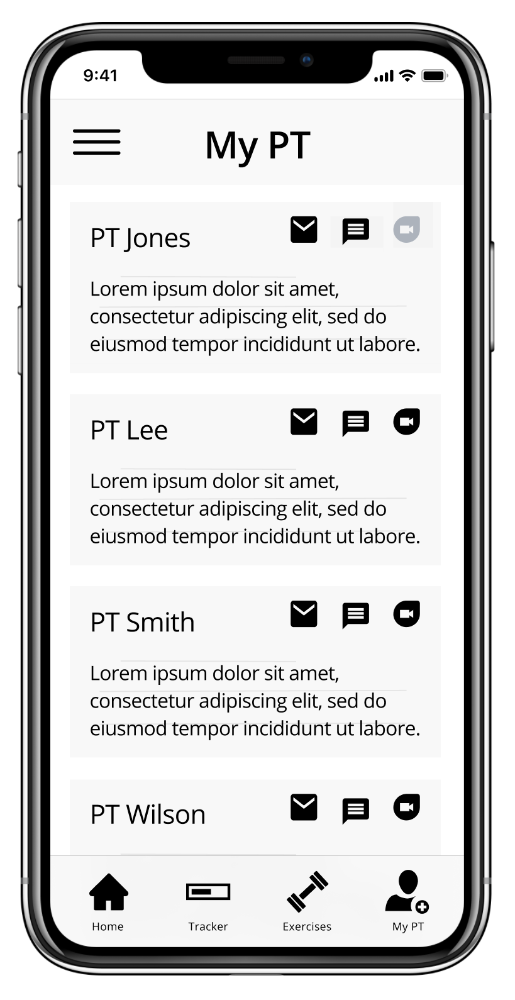 9:41
My PT
PT Jones
Lorem ipsum dolor sit amet,
consectetur adipiscing elit, sed do
eiusmod tempor incididunt ut labore.
PT Lee
Lorem ipsum dolor sit amet,
consectetur adipiscing elit, sed do
eiusmod tempor incididunt ut labore.
PT Smith
Lorem ipsum dolor sit amet,
consectetur adipiscing elit, sed do
eiusmod tempor incididunt ut labore.
PT Wilson
Home
Tracker
Exercises
My PT